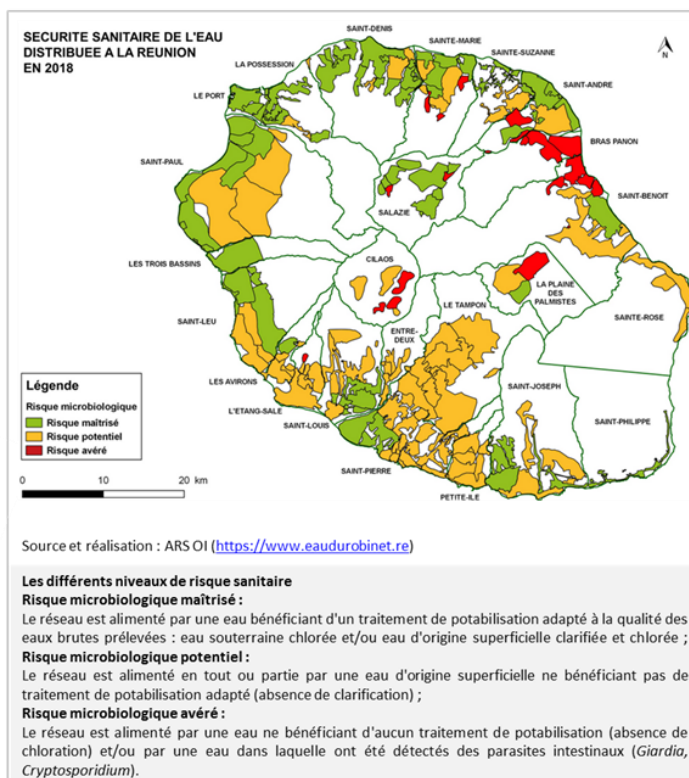 SECURITE SANITAIRE DE L'EAU
DISTRIBUEE A LA REUNION
EN 2018
SAINT-DENIS
SAINTE-MARIE
SAINTE-SUZANNE
N
LA POSSESSION
SAINT-ANDRE
LE PORT
BRAS PANON
SAINT-PAUL
SAINT-BENOIT
SALAZIE
LES TROIS BASSINS
CILAOS
LA PLAINE
DES
PALMISTES
LE TAMPON
SAINT-LEU
SAINTE-ROSE
ENTRE-
DEUX
LES AVIRONS
SAINT-JOSEPH
L'ETANG-SALE
SAINT-PHILIPPE
SAINT-LOUIS
SAINT-PIERRE
PETITE-ILE
Légende
Risque microbiologique
Risque maîtrisé
Risque potentiel
Risque avéré
0 10 20 km
Source et réalisation : ARS OI (https://www.eaudurobinet.re)
Les différents niveaux de risque sanitaire
Risque microbiologique maîtrisé :
Le réseau est alimenté par une eau bénéficiant d'un traitement de potabilisation adapté à la qualité des
eaux brutes prélevées : eau souterraine chlorée et/ou eau d'origine superficielle clarifiée et chlorée ;
Risque microbiologique potentiel :
Le réseau est alimenté en tout ou partie par une eau d'origine superficielle ne bénéficiant pas de
traitement de potabilisation adapté (absence de clarification) ;
Risque microbiologique avéré :
Le réseau est alimenté par une eau ne bénéficiant d'aucun traitement de potabilisation (absence de
chloration) et/ou par une eau dans laquelle ont été détectés des parasites intestinaux (Giardia,
Cryptosporidium).